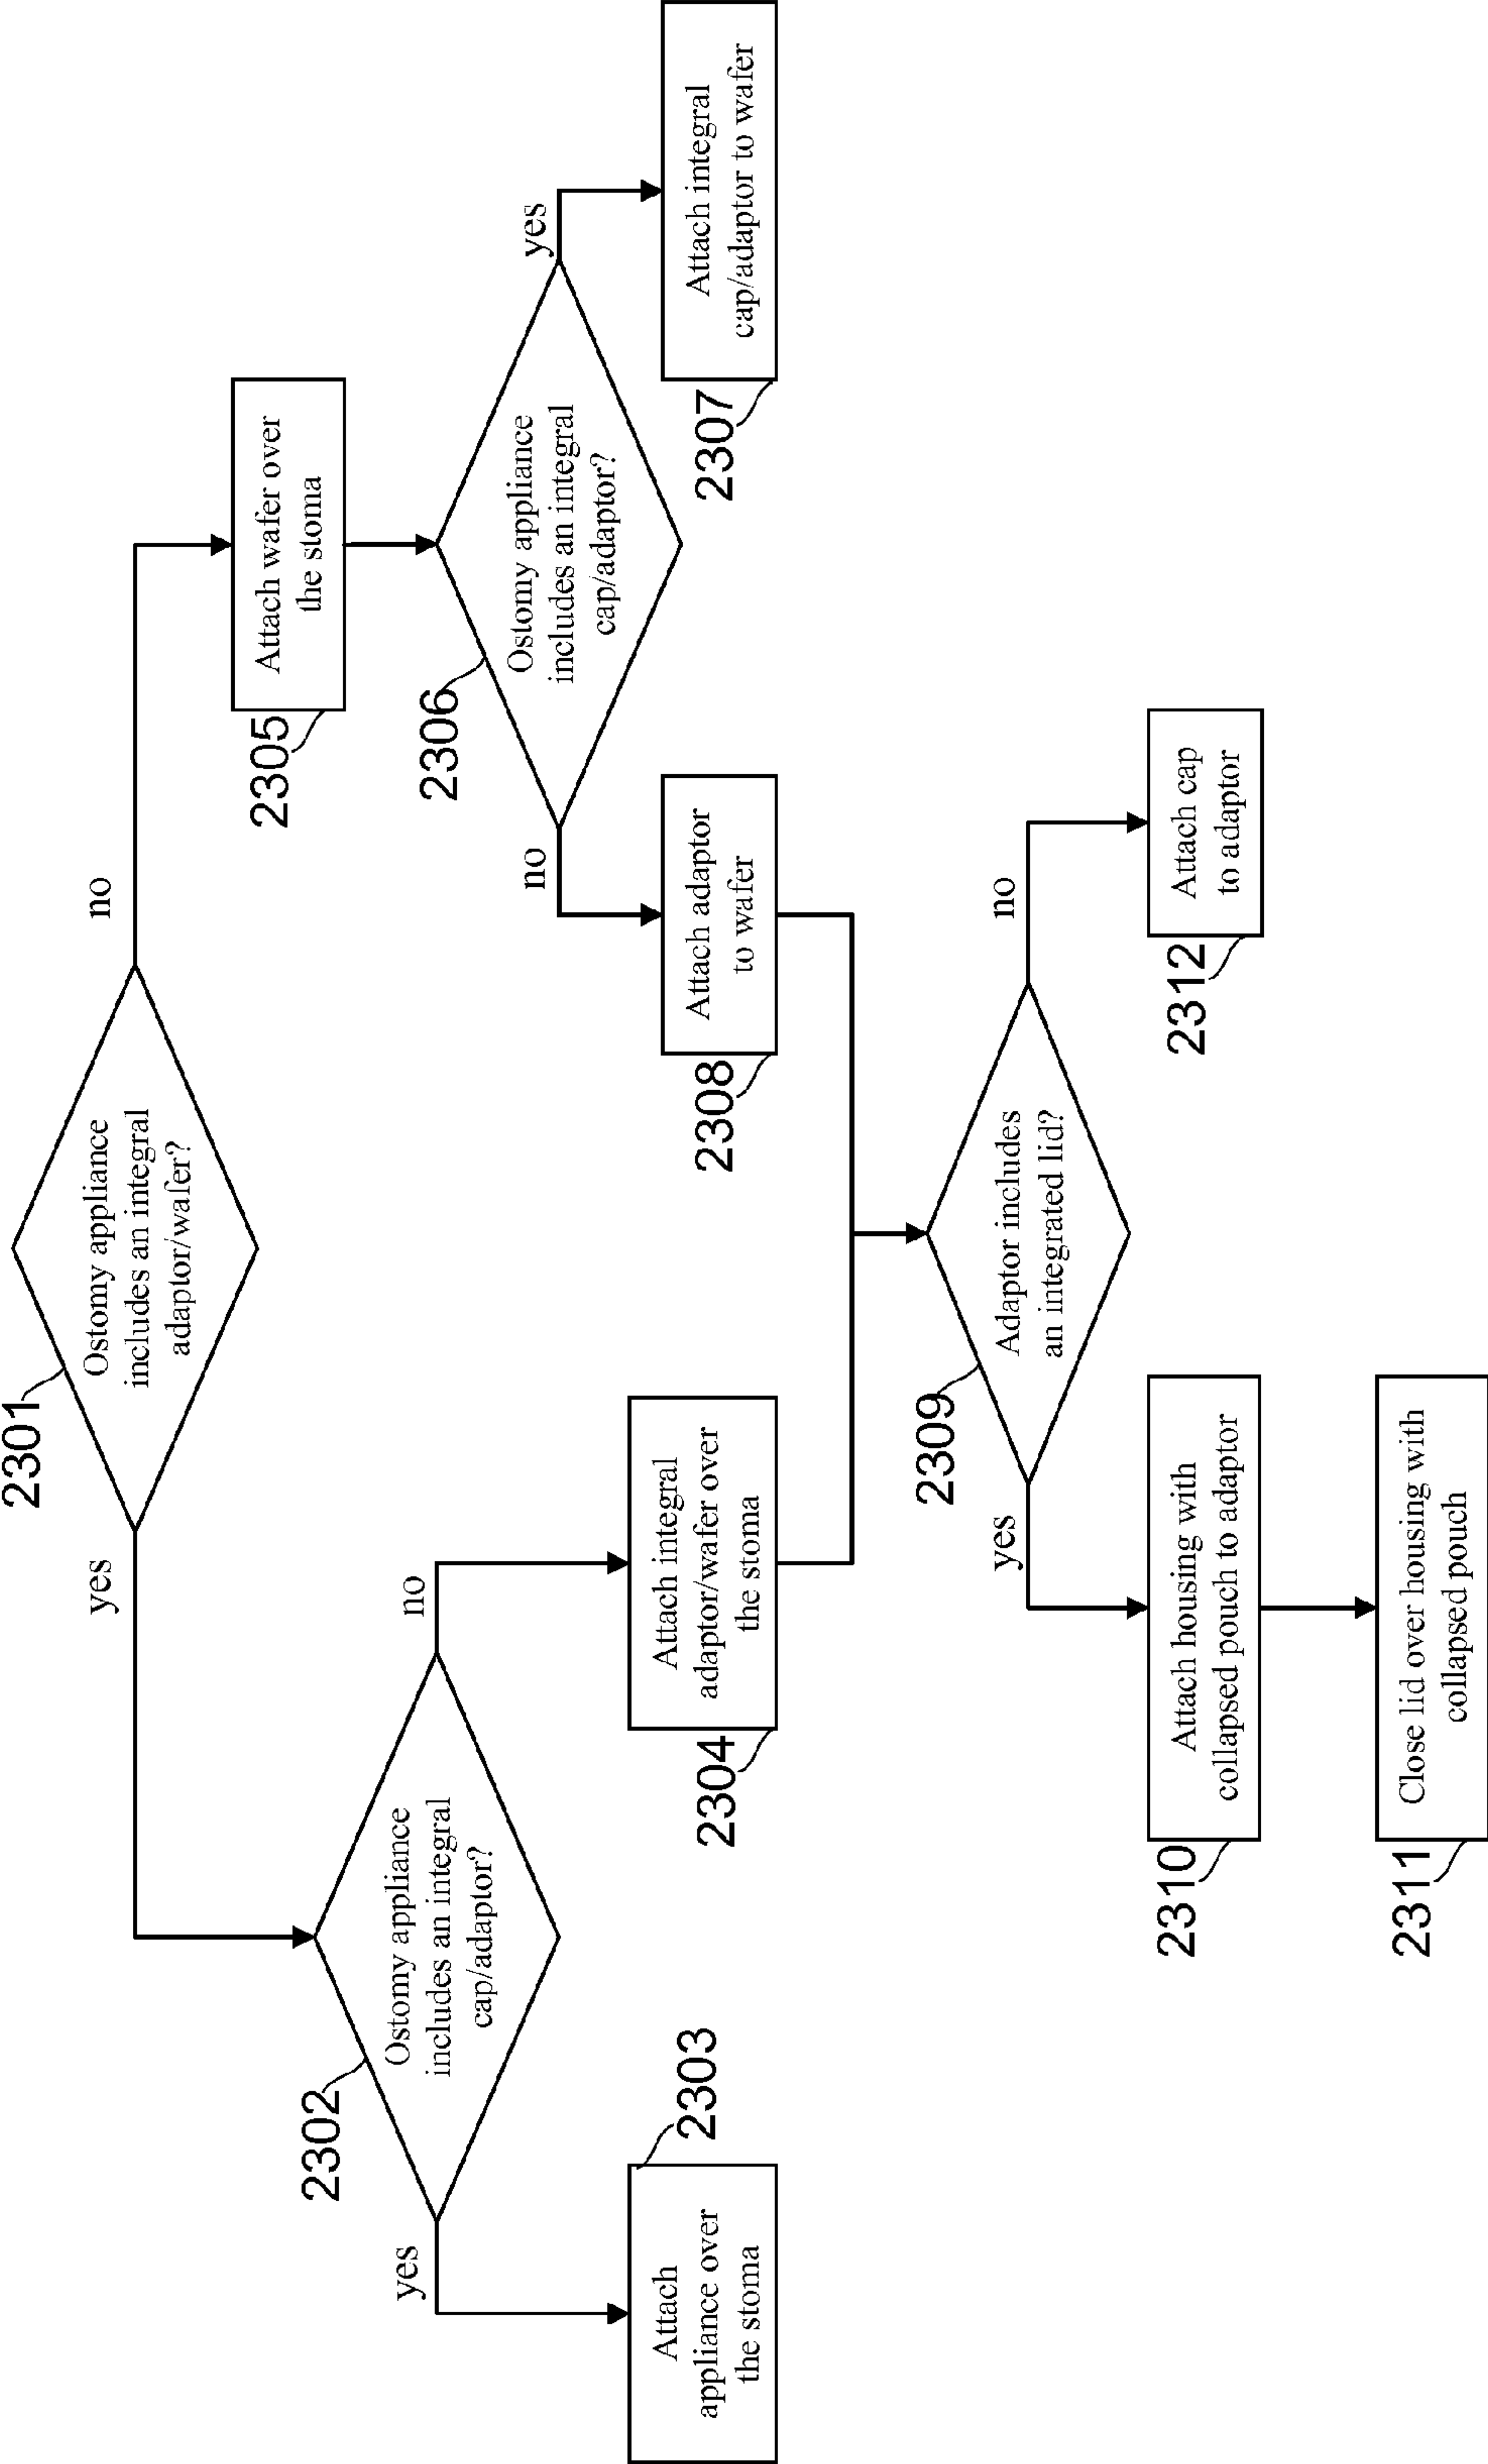 2301
Ostomy appliance
includes an integral
adaptor/wafer?
yes
no
2302
Ostomy appliance
includes an integral
cap/adaptor?
yes
no
2303
Attach
appliance over
the stoma
2304
Attach integral
adaptor/wafer over
the stoma
2305
Attach wafer over
the stoma
2306
Ostomy appliance
includes an integral
cap/adaptor?
no
yes
2308
Attach adaptor
to wafer
2307
Attach integral
cap/adaptor to wafer
2309
Adaptor includes
an integrated lid?
yes
no
2310
Attach housing with
collapsed pouch to adaptor
2312
Attach cap
to adaptor
2311
Close lid over housing with
collapsed pouch